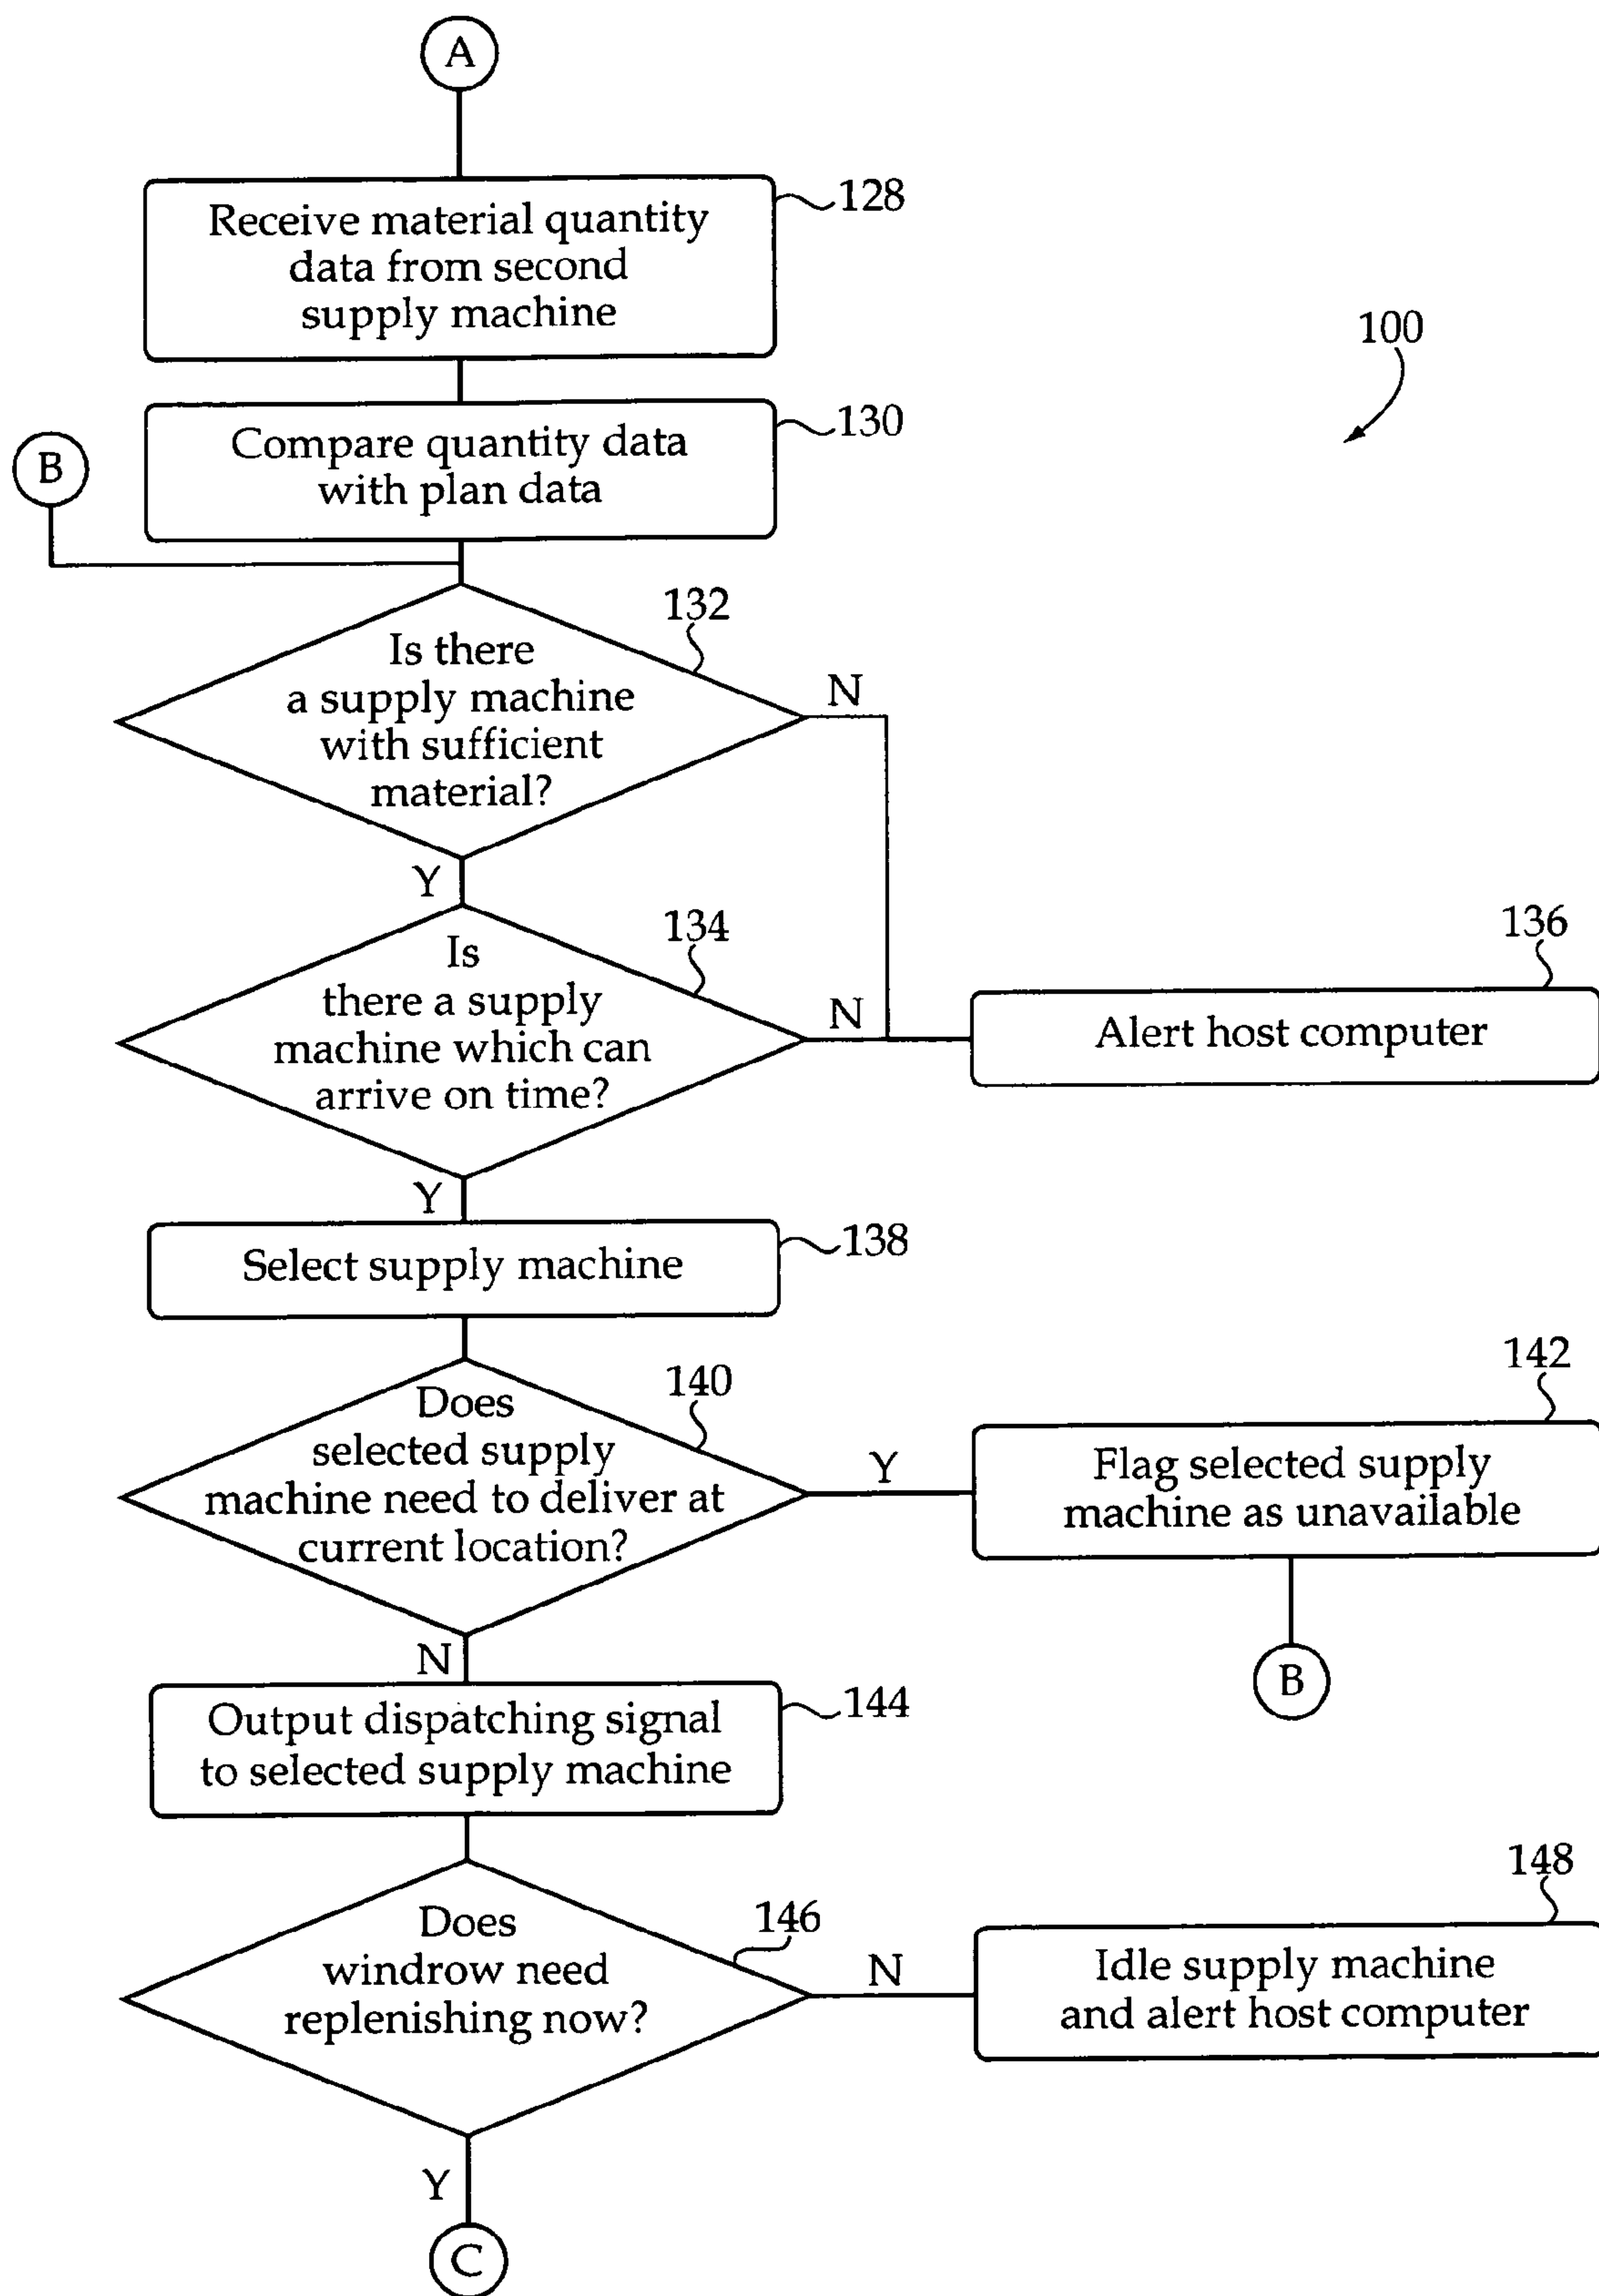 A
Receive material quantity
data from second
supply machine
128
100
Compare quantity data
with plan data
130
B
132
Is there
a supply machine
with sufficient
material?
N
Y
134
Is
there a supply
machine which can
arrive on time?
N
136
Alert host computer
Y
Select supply machine
138
140
Does
selected supply
machine need to deliver at
current location?
Y
142
Flag selected supply
machine as unavailable
B
N
Output dispatching signal
to selected supply machine
144
146
Does
windrow need
replenishing now?
N
148
Idle supply machine
and alert host computer
Y
C